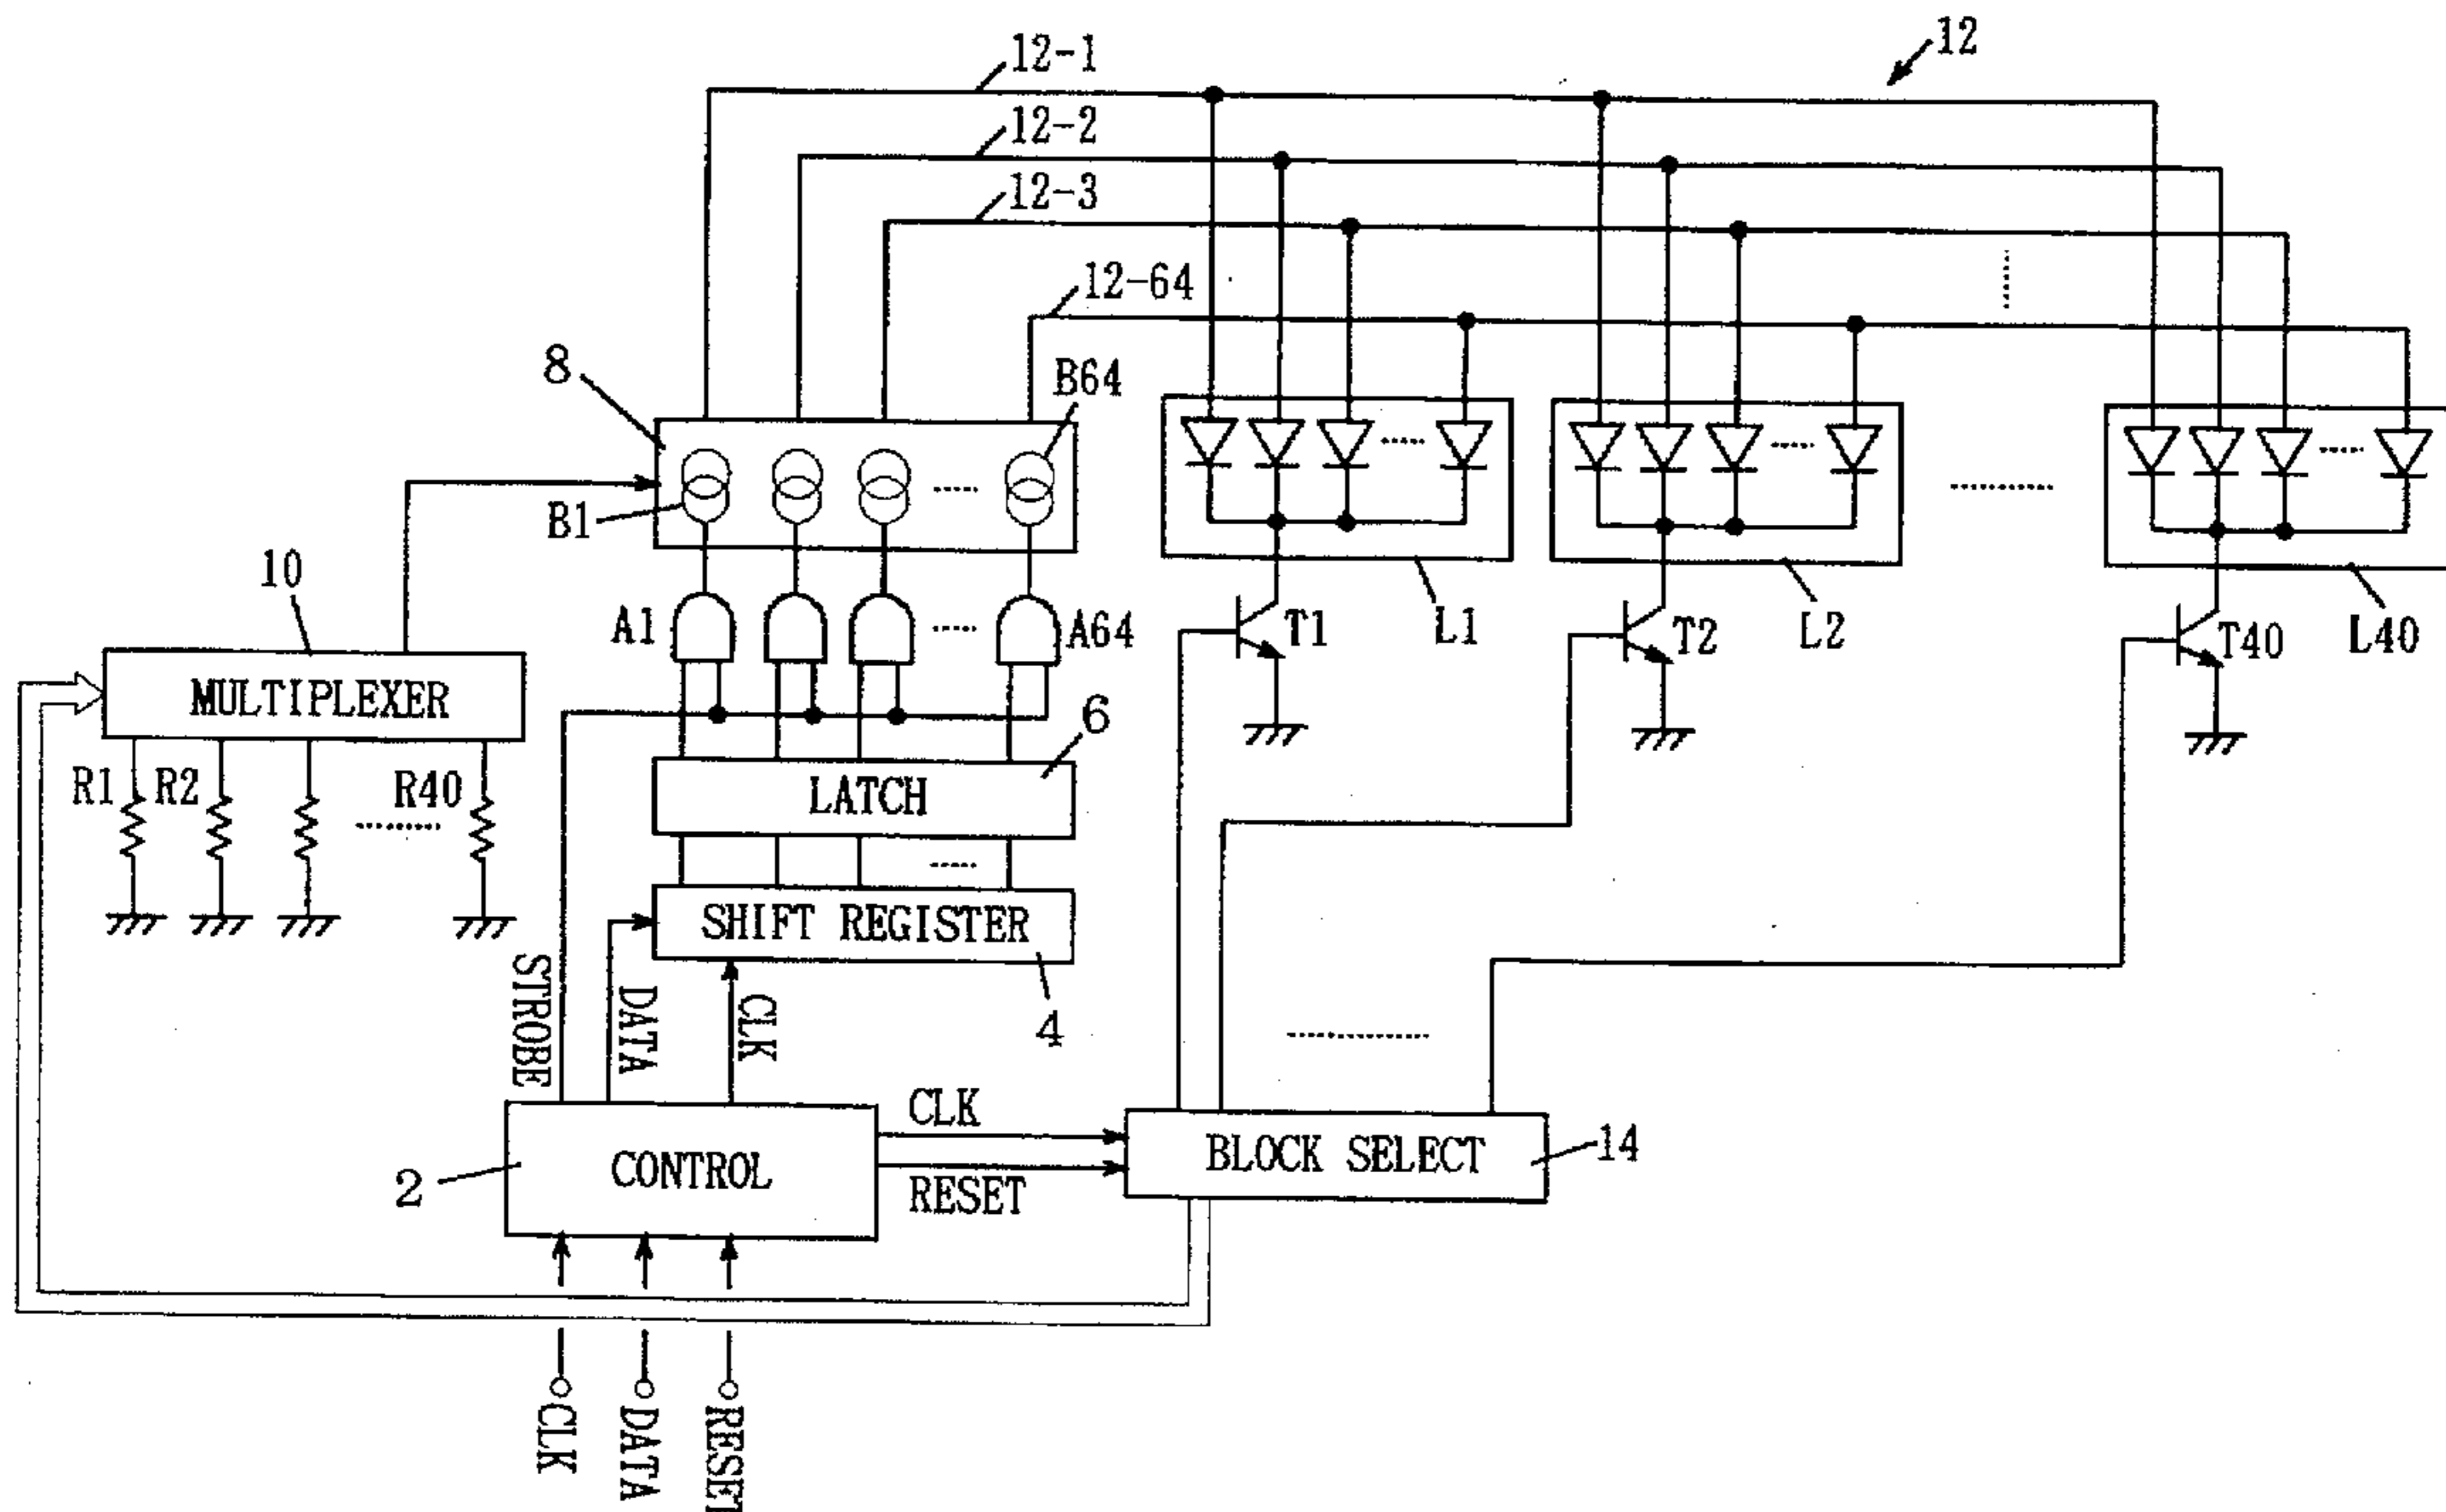 12
12-1
12-2
12-3
12-64
8
B64
B1
10
A1
A64
T1
L1
T2
L2
T40
L40
MULTIPLEXER
6
R1
R2
R40
LATCH
SHIFT REGISTER
STROBE
DATA
CLK
4
CLK
CONTROL
2
RESET
BLOCK SELECT
14
CLK
DATA
RESET